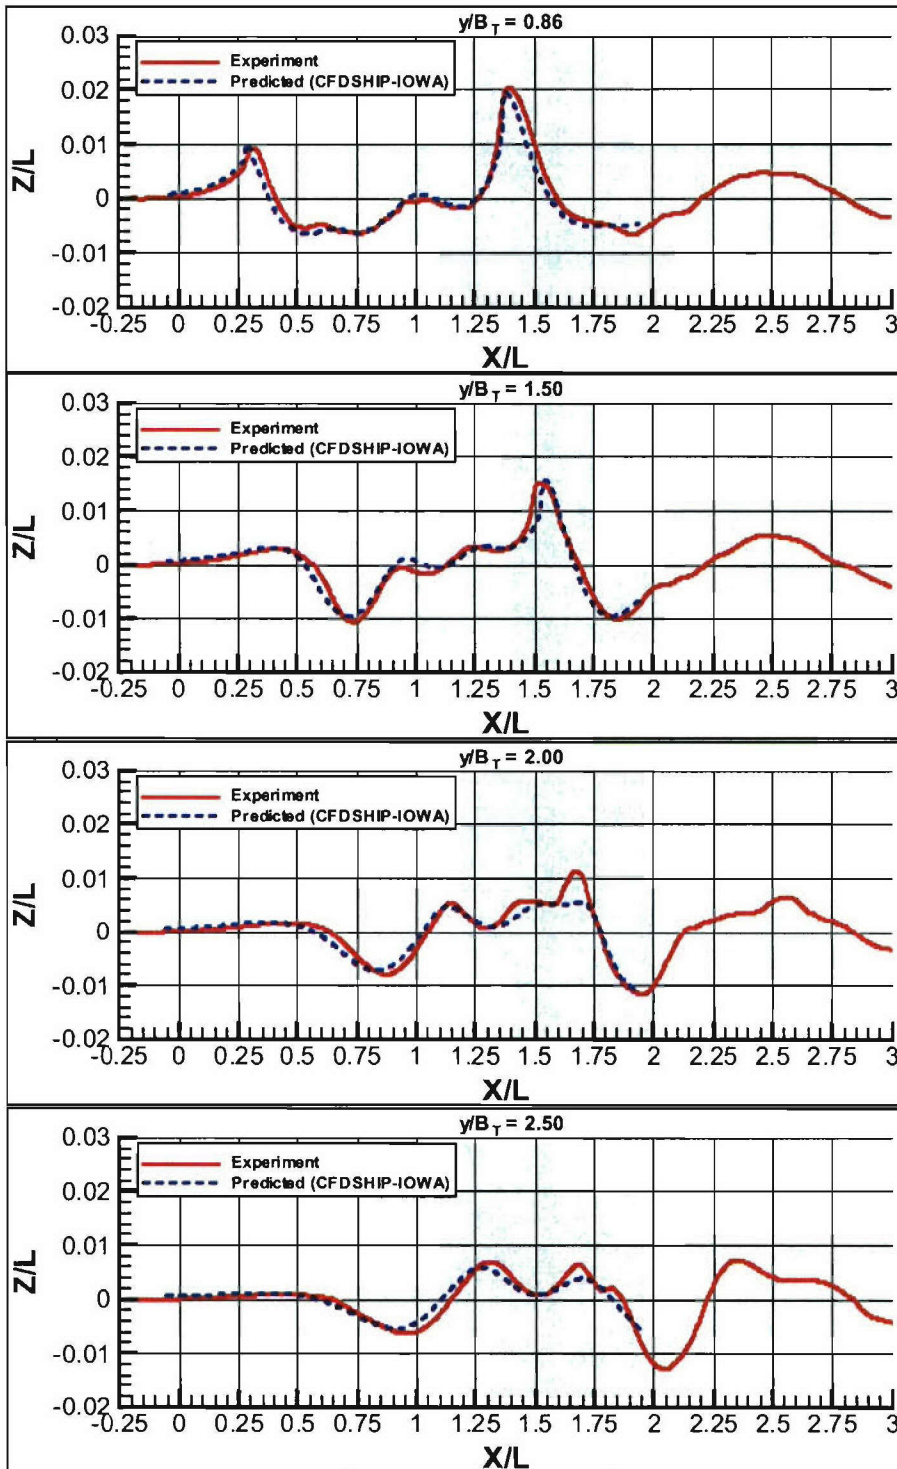 y/B_T = 0.86
0.03
Experiment
Predicted (CFDSHIP-IOWA)
0.02
0.01
Z/L
0
-0.01
-0.02
-0.25 0 0.25 0.5 0.75 1 1.25 1.5 1.75 2 2.25 2.5 2.75 3
X/L
y/B_T = 1.50
0.03
Experiment
Predicted (CFDSHIP-IOWA)
0.02
0.01
Z/L
0
-0.01
-0.02
-0.25 0 0.25 0.5 0.75 1 1.25 1.5 1.75 2 2.25 2.5 2.75 3
X/L
y/B_T = 2.00
0.03
Experiment
Predicted (CFDSHIP-IOWA)
0.02
0.01
Z/L
0
-0.01
-0.02
-0.25 0 0.25 0.5 0.75 1 1.25 1.5 1.75 2 2.25 2.5 2.75 3
X/L
y/B_T = 2.50
0.03
Experiment
Predicted (CFDSHIP-IOWA)
0.02
0.01
Z/L
0
-0.01
-0.02
-0.25 0 0.25 0.5 0.75 1 1.25 1.5 1.75 2 2.25 2.5 2.75 3
X/L